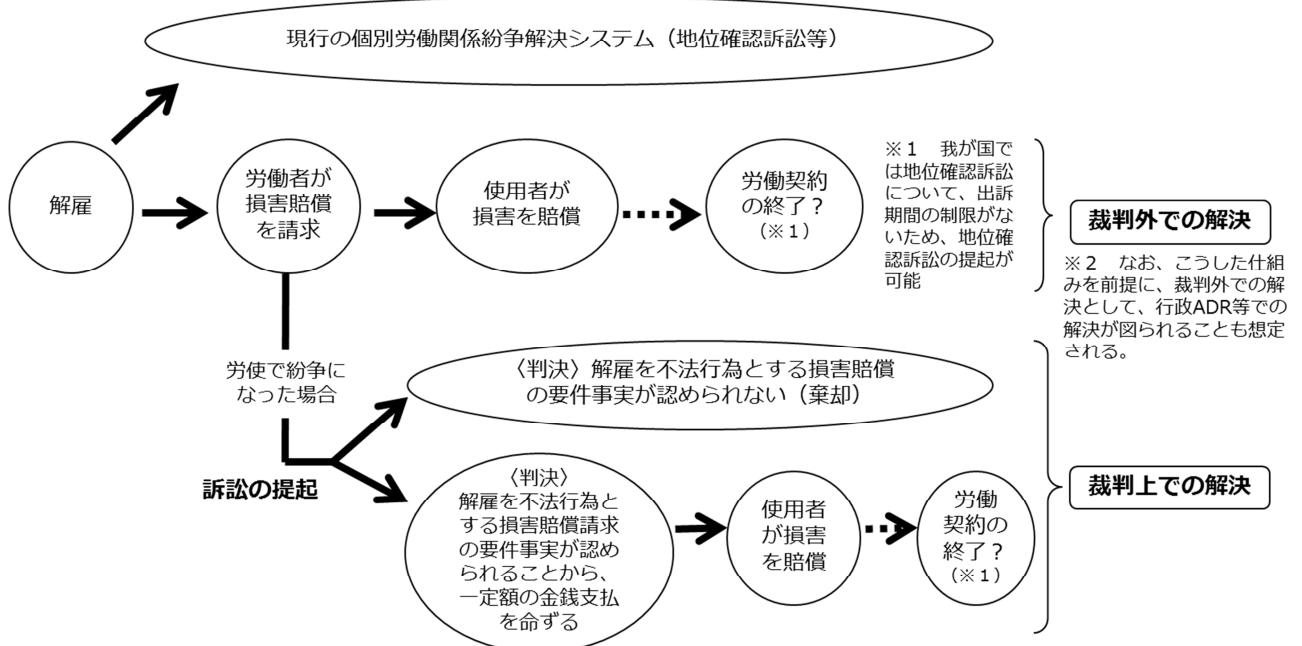 現行の個別労働関係紛争解決システム（地位確認訴訟等）
解雇
労働者が
損害賠償
を請求
使用者が
損害を賠償
労働契約
の終了？
（※１）
※１　我が国で
は地位確認訴訟
について、出訴
期間の制限がな
いため、地位確
認訴訟の提起が
可能
裁判外での解決
※２　なお、こうした仕組
みを前提に、裁判外での解
決として、行政ADR等での
解決が図られることも想定
される。
労使で紛争に
なった場合
訴訟の提起
〈判決〉解雇を不法行為とする損害賠償
の要件事実が認められない（棄却）
〈判決〉
解雇を不法行為と
する損害賠償請求
の要件事実が認め
られることから、
一定額の金銭支払
を命ずる
使用者
が損害
を賠償
労働
契約の
終了？
（※１）
裁判上での解決